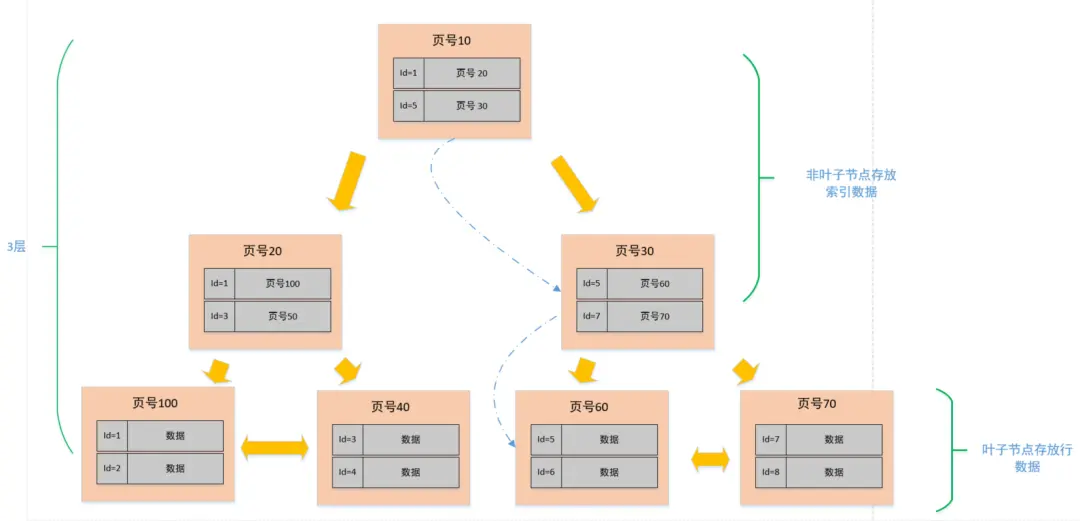 页号10
Id=1 页号 20
Id=5 页号 30
非叶子节点存放
索引数据
3层
页号20
Id=1 页号100
Id=3 页号50
页号30
Id=5 页号60
Id=7 页号70
页号100
Id=1 数据
Id=2 数据
页号40
Id=3 数据
Id=4 数据
页号60
Id=5 数据
Id=6 数据
页号70
Id=7 数据
Id=8 数据
叶子节点存放行
数据